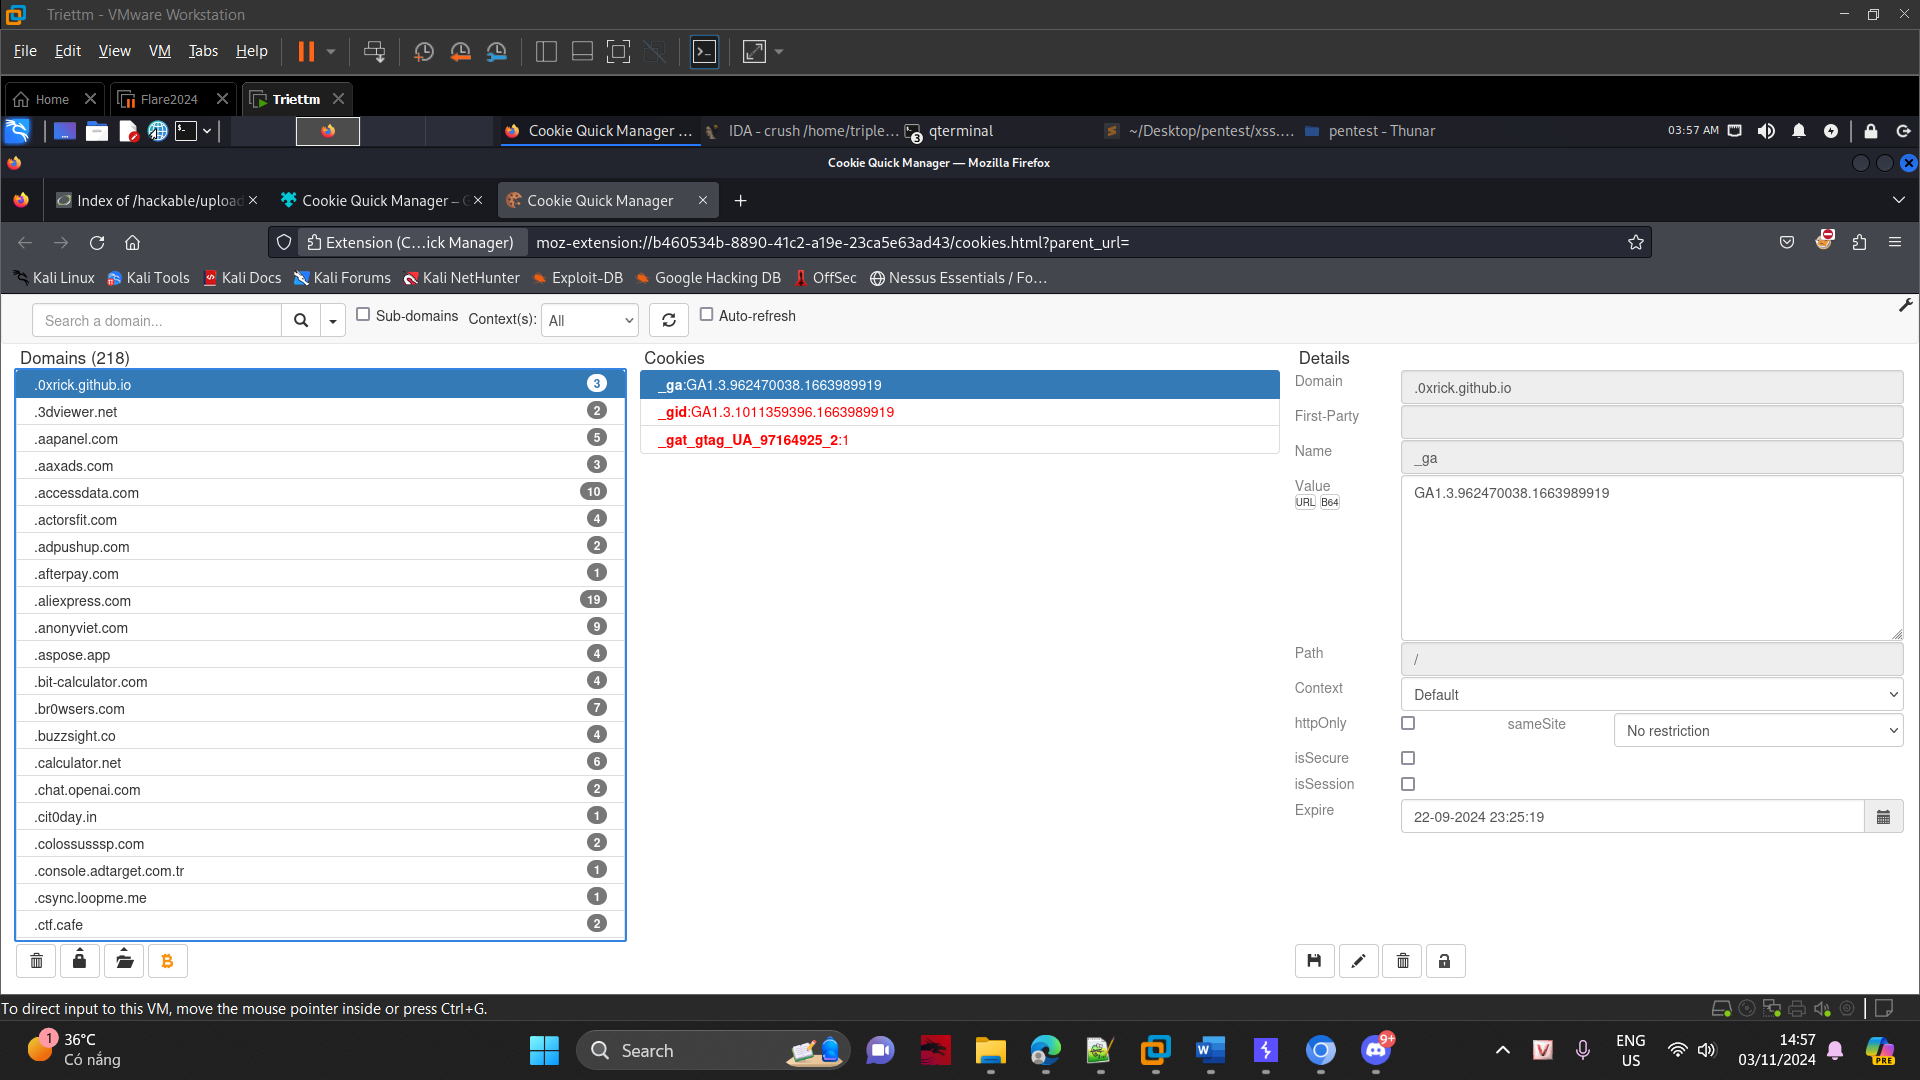 Triettm - VMware Workstation
File Edit View VM Tabs Help
Home Flare2024 Triettm
Cookie Quick Manager ... IDA - crush /home/triple... 3 qterminal ~/Desktop/pentest/xss.... pentest - Thunar 03:57 AM
Cookie Quick Manager — Mozilla Firefox
Index of /hackable/upload Cookie Quick Manager – Cookie Quick Manager
Extension (C...ick Manager) moz-extension://b460534b-8890-41c2-a19e-23ca5e63ad43/cookies.html?parent_url=
Kali Linux Kali Tools Kali Docs Kali Forums Kali NetHunter Exploit-DB Google Hacking DB OffSec Nessus Essentials / Fo...
Search a domain... Sub-domains Context(s): All Auto-refresh
Domains (218) Cookies Details
.0xrick.github.io 3
.3dviewer.net 2
.aapanel.com 5
.aaxads.com 3
.accessdata.com 10
.actorsfit.com 4
.adpushup.com 2
.afterpay.com 1
.aliexpress.com 19
.anonyviet.com 9
.aspose.app 4
.bit-calculator.com 4
.br0wsers.com 7
.buzzsight.co 4
.calculator.net 6
.chat.openai.com 2
.cit0day.in 1
.colossusssp.com 2
.console.adtarget.com.tr 1
.csync.loopme.me 1
.ctf.cafe 2
_ga:GA1.3.962470038.1663989919
_gid:GA1.3.1011359396.1663989919
_gat_gtag_UA_97164925_2:1
Domain .0xrick.github.io
First-Party
Name _ga
Value GA1.3.962470038.1663989919
URL B64
Path /
Context Default
httpOnly sameSite No restriction
isSecure
isSession
Expire 22-09-2024 23:25:19
To direct input to this VM, move the mouse pointer inside or press Ctrl+G.
1 36°C
Có nắng
Search
9+
V
ENG
US
14:57
03/11/2024
PRE